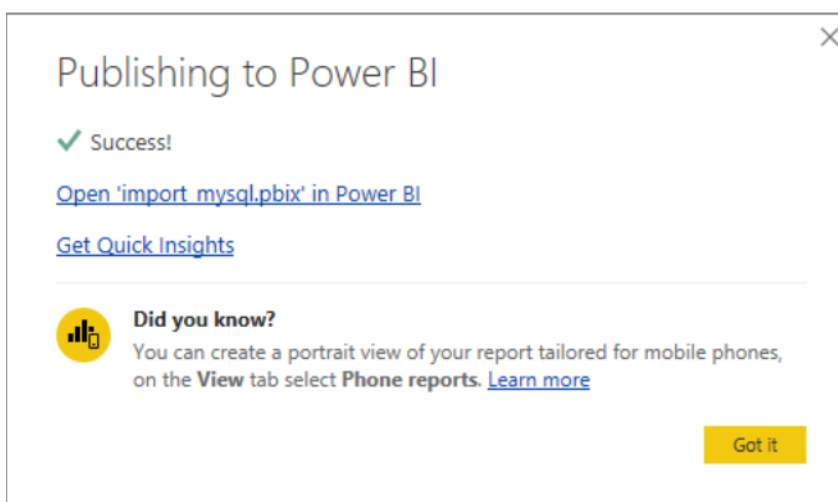 Publishing to Power BI
Success!
Open 'import_mysql.pbix' in Power BI
Get Quick Insights
Did you know?
You can create a portrait view of your report tailored for mobile phones,
on the View tab select Phone reports. Learn more
Got it